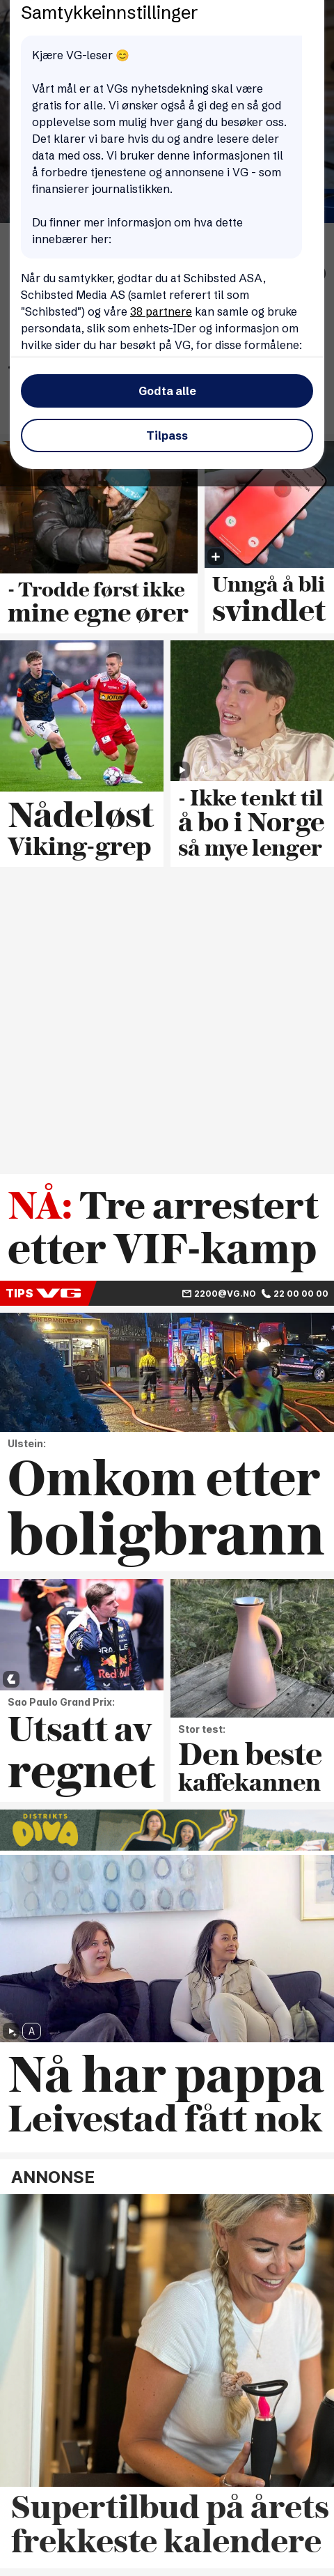 Samtykkeinnstillinger
Kjære VG-leser 😊
Vårt mål er at VGs nyhetsdekning skal være
gratis for alle. Vi ønsker også å gi deg en så god
opplevelse som mulig hver gang du besøker oss.
Det klarer vi bare hvis du og andre lesere deler
data med oss. Vi bruker denne informasjonen til
å forbedre tjenestene og annonsene i VG - som
finansierer journalistikken.
Du finner mer informasjon om hva dette
innebærer her:
Når du samtykker, godtar du at Schibsted ASA,
Schibsted Media AS (samlet referert til som
"Schibsted") og våre 38 partnere kan samle og bruke
persondata, slik som enhets-IDer og informasjon om
hvilke sider du har besøkt på VG, for disse formålene:
Godta alle
Tilpass
- Trodde først ikke
mine egne ører
Unngå å bli
svindlet
Nådeløst
Viking-grep
- Ikke tenkt til
å bo i Norge
så mye lenger
NÅ: Tre arrestert
etter VIF-kamp
TIPS VG 2200@VG.NO 22 00 00 00
Ulstein:
Omkom etter
boligbrann
Sao Paulo Grand Prix:
Utsatt av
regnet
Stor test:
Den beste
kaffekannen
DISTRIKTS
DIVA
A
Nå har pappa
Leivestad fått nok
ANNONSE
Supertilbud på årets
frekkeste kalendere